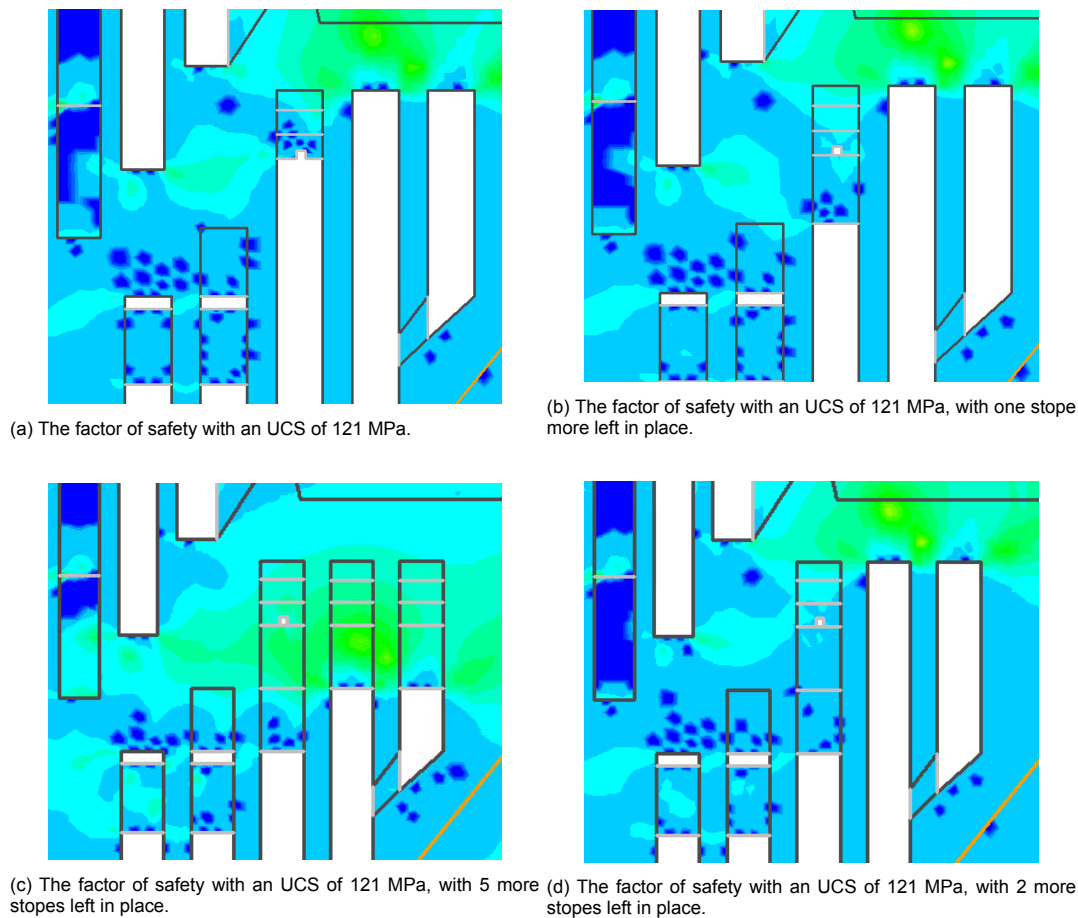 (a) The factor of safety with an UCS of 121 MPa.
(b) The factor of safety with an UCS of 121 MPa, with one stope
more left in place.
(c) The factor of safety with an UCS of 121 MPa, with 5 more
stopes left in place.
(d) The factor of safety with an UCS of 121 MPa, with 2 more
stopes left in place.